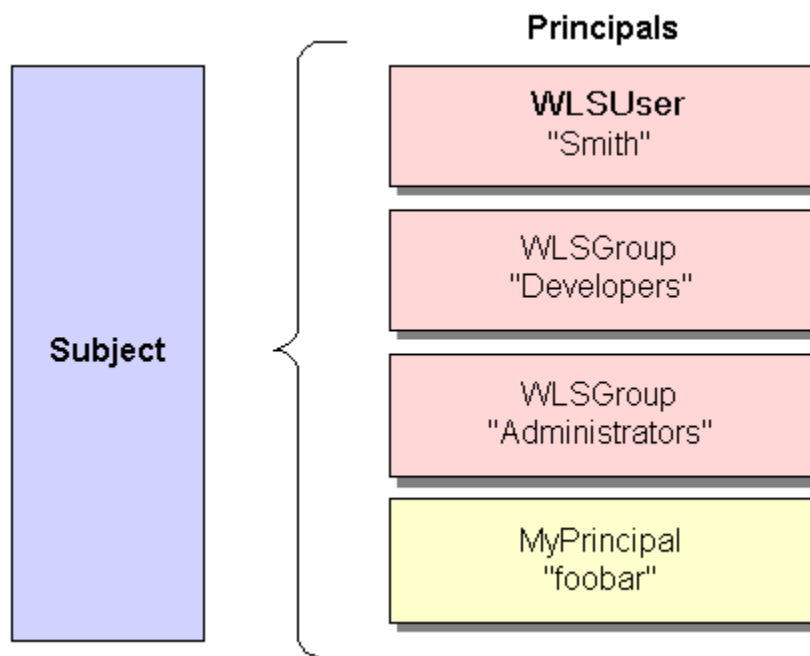 Principals
WLSUser
"Smith"
WLSGroup
"Developers"
Subject
WLSGroup
"Administrators"
MyPrincipal
"foobar"